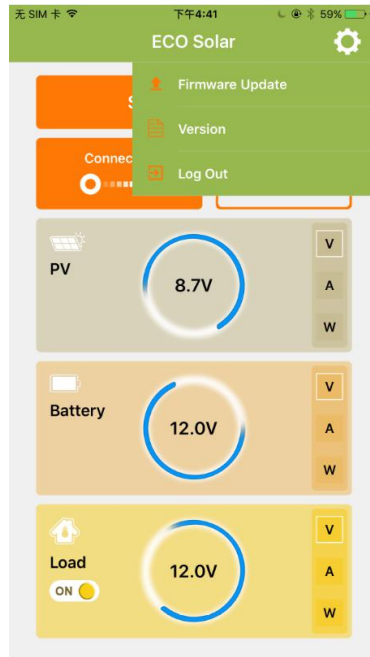 无 SIM 卡 下午4:41 59%
ECO Solar
Firmware Update
Version
Log Out
PV
8.7V
V
A
W
Battery
12.0V
V
A
W
Load
ON
12.0V
V
A
W